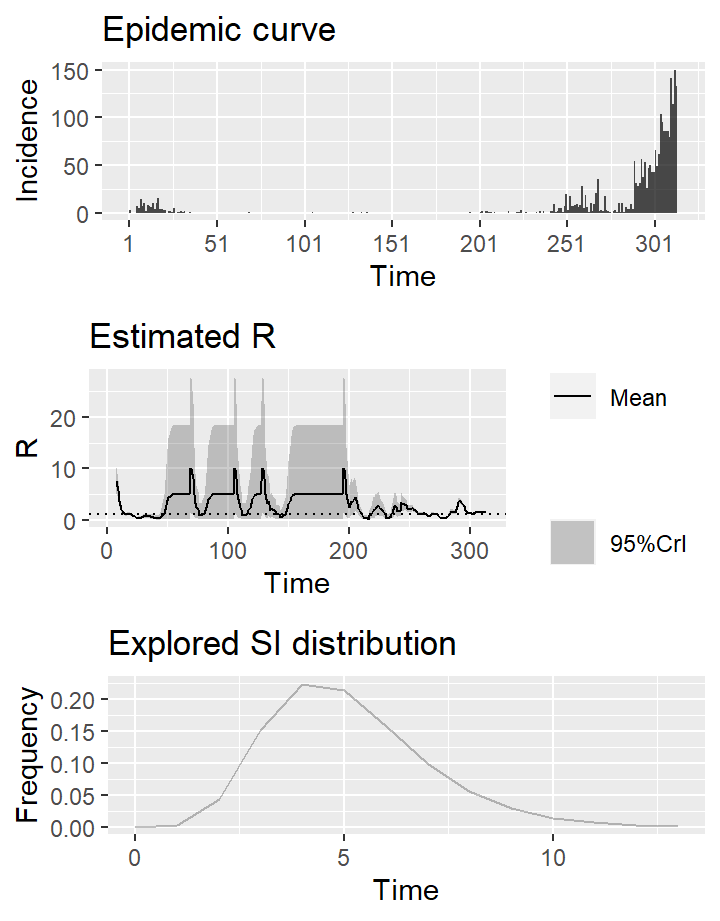 Epidemic curve
Incidence
150
100
50
0
1 51 101 151 201 251 301
Time
Estimated R
R
20
10
0
0 100 200 300
Time
Mean
95%CrI
Explored SI distribution
Frequency
0.20
0.15
0.10
0.05
0.00
0 5 10
Time